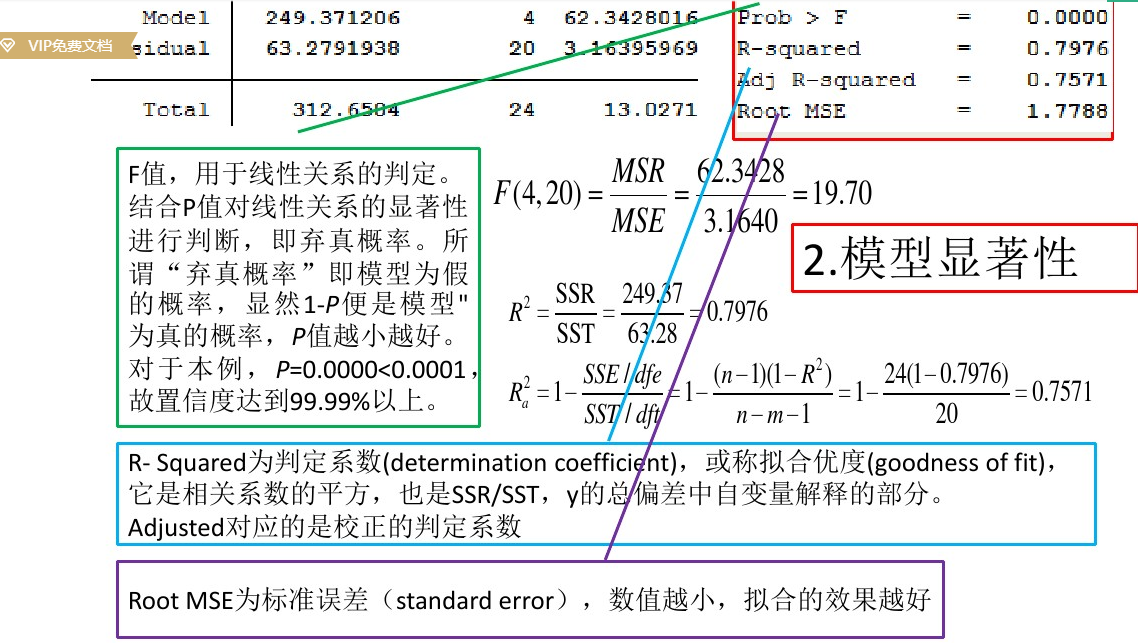 Model 249.371206 4 62.3428016 Prob > F = 0.0000
VIP免费文档
sidual 63.2791938 20 3.16395969 R-squared = 0.7976
Adj R-squared = 0.7571
Total 312.6504 24 13.0271 Root MSE = 1.7788
F值，用于线性关系的判定。
结合P值对线性关系的显著性
进行判断，即弃真概率。所
谓“弃真概率”即模型为假
的概率，显然1-P便是模型"
为真的概率，P值越小越好。
对于本例，P=0.0000<0.0001，
故置信度达到99.99%以上。
F(4,20) = MSR / MSE = 62.3428 / 3.1640 = 19.70
2.模型显著性
R² = SSR / SST = 249.37 / 63.28 = 0.7976
R²ₐ = 1 − (SSE / dfe) / (SST / dft) = 1 − (n−1)(1−R²) / (n−m−1) = 1 − 24(1−0.7976) / 20 = 0.7571
R- Squared为判定系数(determination coefficient)，或称拟合优度(goodness of fit)，
它是相关系数的平方，也是SSR/SST，y的总偏差中自变量解释的部分。
Adjusted对应的是校正的判定系数
Root MSE为标准误差（standard error），数值越小，拟合的效果越好